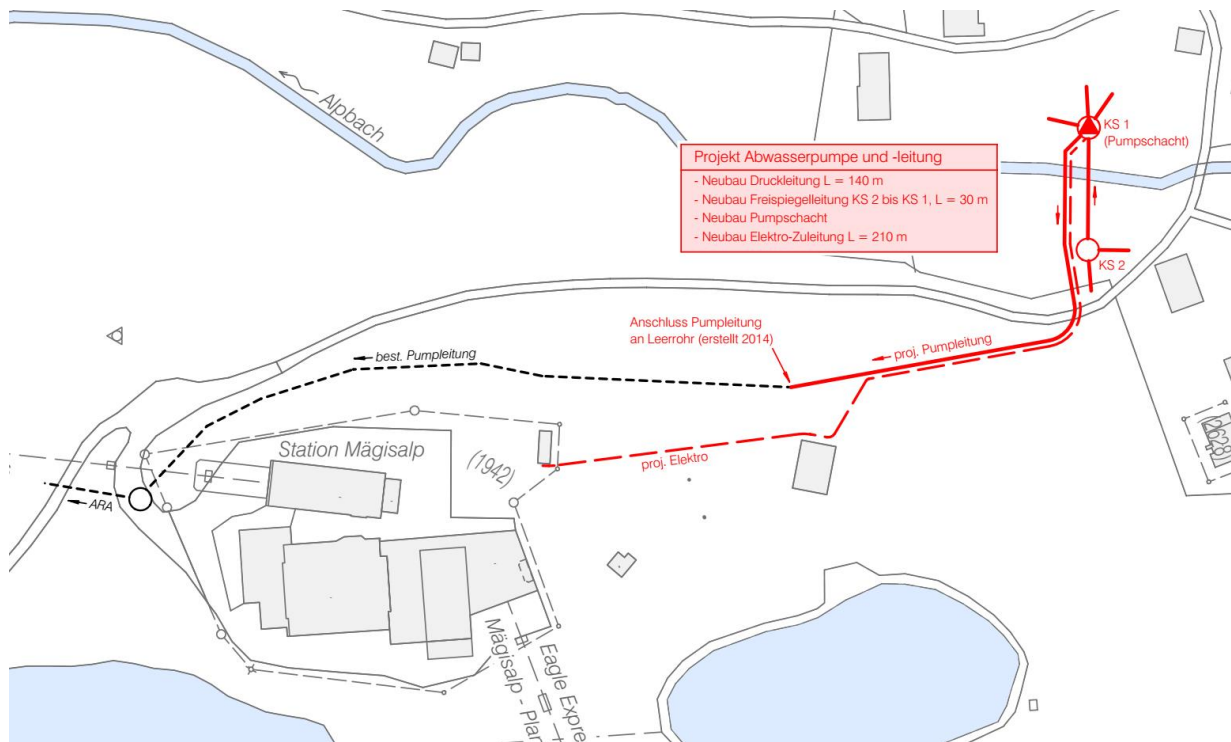 Alpbach
KS 1
(Pumpschacht)
Projekt Abwasserpumpe und -leitung
- Neubau Druckleitung L = 140 m
- Neubau Freispiegelleitung KS 2 bis KS 1, L = 30 m
- Neubau Pumpschacht
- Neubau Elektro-Zuleitung L = 210 m
KS 2
Anschluss Pumpleitung
an Leerrohr (erstellt 2014)
proj. Pumpleitung
best. Pumpleitung
Station Mägisalp
(1942)
proj. Elektro
(2628)
ARA
Eagle Expre
Mägisalp - Plan